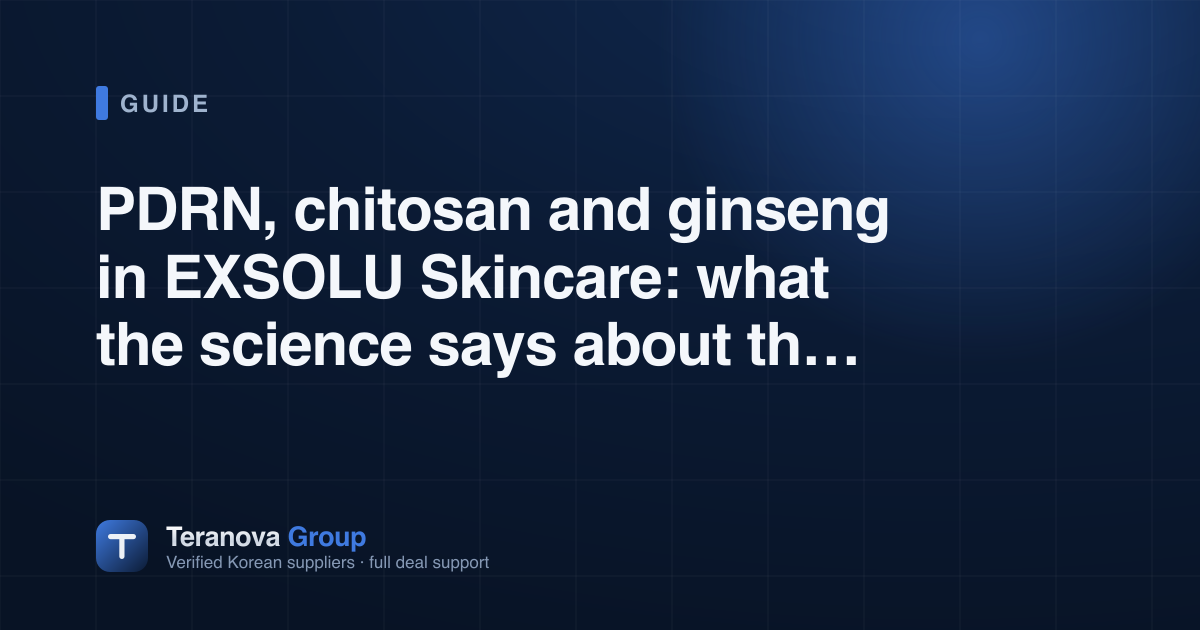 GUIDE
PDRN, chitosan and ginseng
in EXSOLU Skincare: what
the science says about th…
Teranova Group
Verified Korean suppliers · full deal support